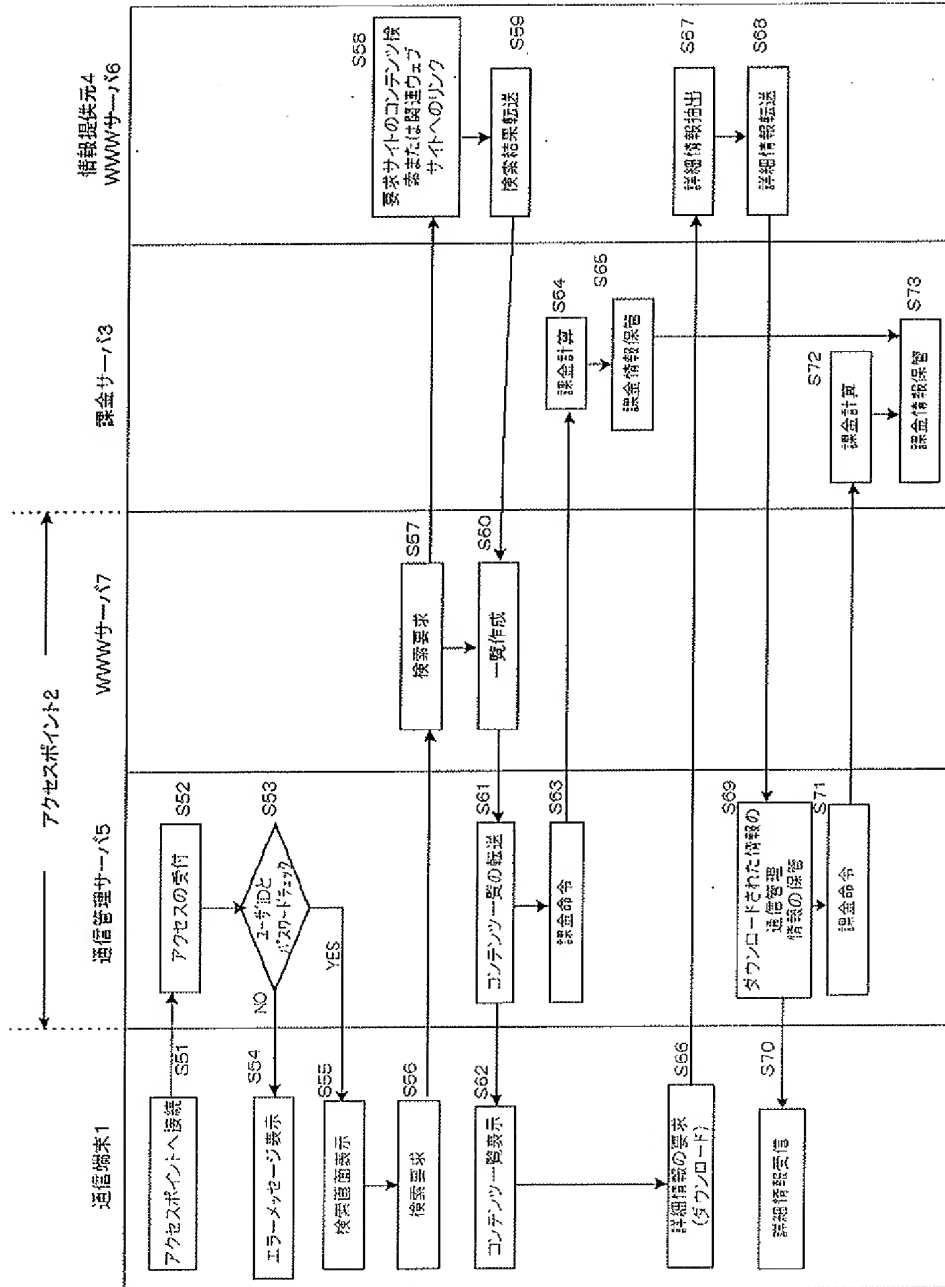 アクセスポイント2
通信端末1
通信管理サーバ5
WWWサーバ7
課金サーバ3
情報提供元4
WWWサーバ6
S51
アクセスポイントへ接続
S52
アクセスの受付
S53
ユーザIDと
パスワードチェック
NO
YES
S54
エラーメッセージ表示
S55
検索画面表示
S56
検索要求
S57
検索要求
S58
要求サイトのコンテンツ検
索または関連ウェブ
サイトへのリンク
S59
検索結果転送
S60
一覧作成
S61
コンテンツ一覧の転送
S62
コンテンツ一覧表示
S63
課金命令
S64
課金計算
S65
課金情報保管
S66
詳細情報の要求
(ダウンロード)
S67
詳細情報抽出
S68
詳細情報転送
S69
ダウンロードされた情報の
通信管理
情報の保管
S70
詳細情報受信
S71
課金命令
S72
課金計算
S73
課金情報保管